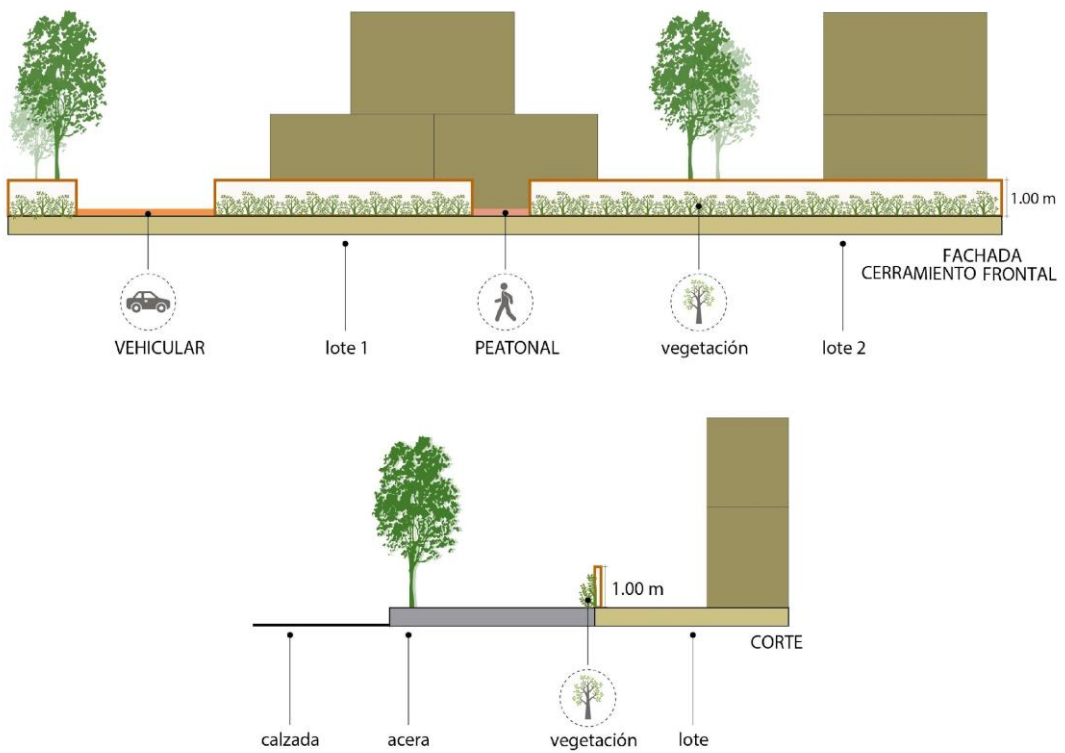 1.00 m
FACHADA
CERRAMIENTO FRONTAL
VEHICULAR
lote 1
PEATONAL
vegetación
lote 2
1.00 m
CORTE
calzada
acera
vegetación
lote